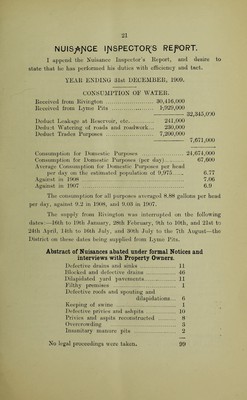 21
NUISANCE INSPECTOR'S REPORT.
I append the Nuisance Inspector's Report, and desire to
state that he has performed his duties with efficiency and tact.
YEAR ENDING 31st DECEMBER, 1909.
CONSUMPTION OF WATER.
Received from Rivington ........................ 30,416,000
Received from Lyme Pits ........................ 1,929,000
32,345,000
Deduct Leakage at Reservoir, etc. ............ 241,000
Deduct Watering of roads and roadwork... 230,000
Deduct Trades Purposes ........................ 7,200,000
7,671,000
Consumption for Domestic Purposes ........................ 24,674,000
Consumption for Domestic Purposes (per day) ............ 67,600
Average Consumption for Domestic Purposes per head
per day on the estimated population of 9,975 ...... 6.77
Against in 1908 ................................................ 7.06
Against in 1907 ................................................ 6.9
The consumption for all purposes averaged 8.88 gallons per head
per day, against 9.2 in 1908, and 9.03 in 1907.
The supply from Rivington was interrupted on the following
dates:—16th to 19th January, 28th February, 9th to 16th, and 21st to
24th April, 14th to 16th July, and 30th July to the 7th August—the
District on these dates being supplied from Lyme Pits.
Abstract of Nuisances abated under formal Notices and
interviews with Property Owners.
Defective drains and sinks ............ 11
Blocked and defective drains ......... 46
Dilapidated yard pavements ............ 11
Filthy premises ........................ 1
Defective roofs and spouting and
dilapidations... 6
Keeping of swine ........................ 1
Defective privies and ashpits ......... 10
Privies and aspits reconstructed ...... 8
Overcrowding ........................... 3
Insanitary manure pits .................. 2
No legal proceedings were taken. 99